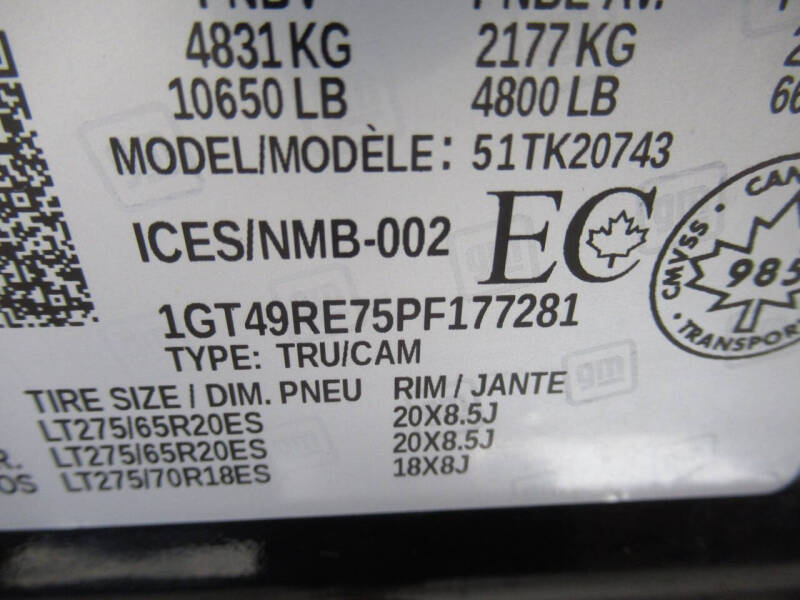 4831 KG 2177 KG
10650 LB 4800 LB
MODEL/MODÈLE: 51TK20743
ICES/NMB-002 EC
CMVSS
985
TRANSPORT
1GT49RE75PF177281
TYPE: TRU/CAM
TIRE SIZE / DIM. PNEU RIM / JANTE
LT275/65R20ES 20X8.5J
LT275/65R20ES 20X8.5J
LT275/70R18ES 18X8J
gm